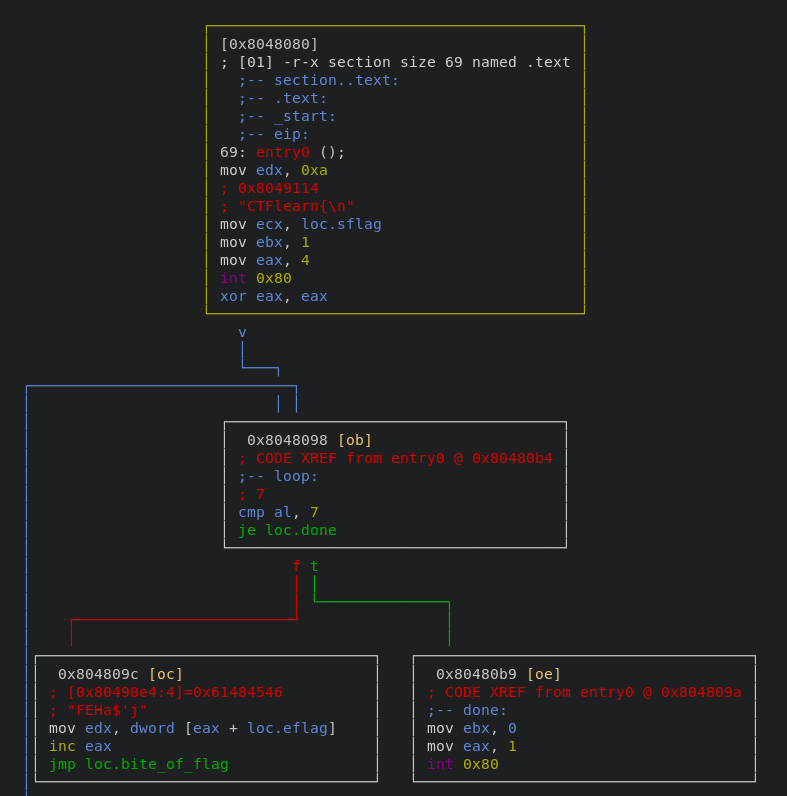 [0x8048080]
; [01] -r-x section size 69 named .text
;-- section..text:
;-- .text:
;-- _start:
;-- eip:
69: entry0 ();
mov edx, 0xa
; 0x8049114
; "CTFlearn{\n"
mov ecx, loc.sflag
mov ebx, 1
mov eax, 4
int 0x80
xor eax, eax
v
0x8048098 [ob]
; CODE XREF from entry0 @ 0x80480b4
;-- loop:
; 7
cmp al, 7
je loc.done
f t
0x804809c [oc]
; [0x80490e4:4]=0x61484546
; "FEHa$'j"
mov edx, dword [eax + loc.eflag]
inc eax
jmp loc.bite_of_flag
0x80480b9 [oe]
; CODE XREF from entry0 @ 0x804809a
;-- done:
mov ebx, 0
mov eax, 1
int 0x80